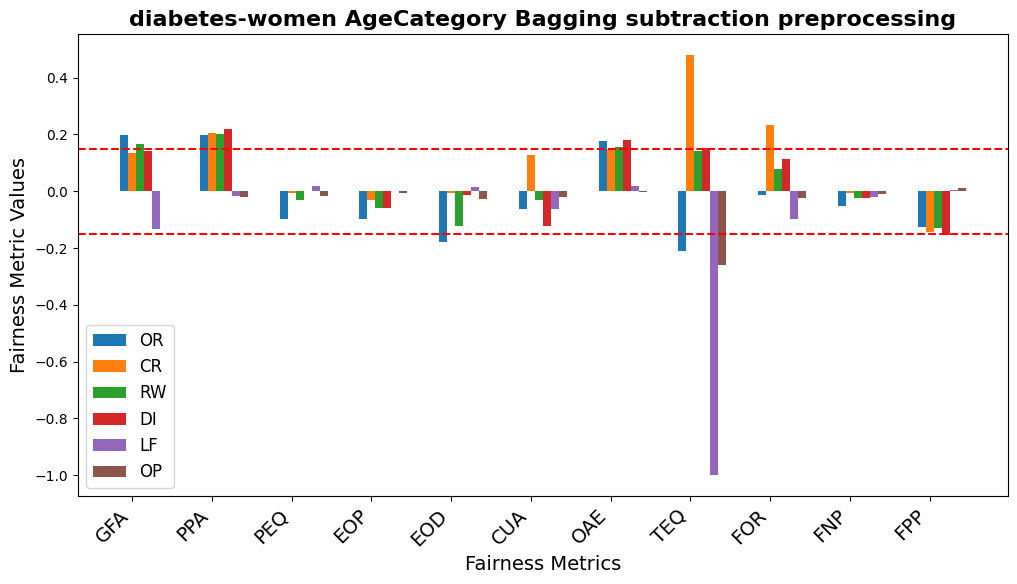 diabetes-women AgeCategory Bagging subtraction preprocessing
Fairness Metric Values
0.4
0.2
0.0
−0.2
−0.4
−0.6
−0.8
−1.0
OR
CR
RW
DI
LF
OP
GFA PPA PEQ EOP EOD CUA OAE TEQ FOR FNP FPP
Fairness Metrics